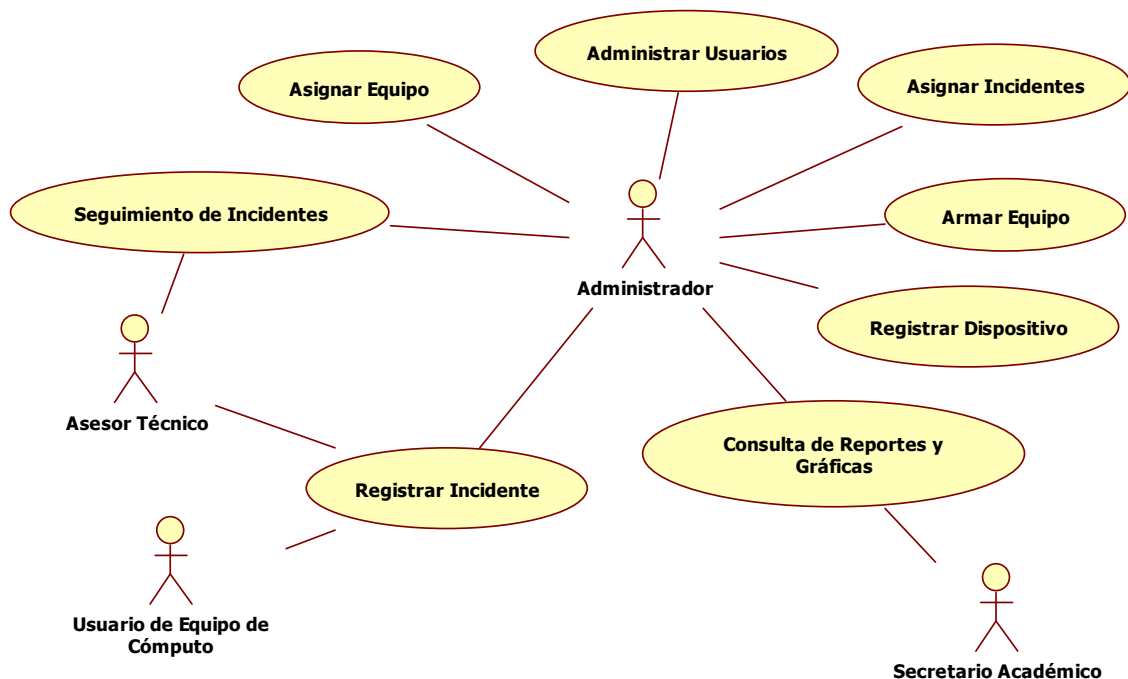 Administrar Usuarios
Asignar Equipo
Asignar Incidentes
Seguimiento de Incidentes
Armar Equipo
Administrador
Registrar Dispositivo
Asesor Técnico
Consulta de Reportes y
Gráficas
Registrar Incidente
Usuario de Equipo de
Cómputo
Secretario Académico